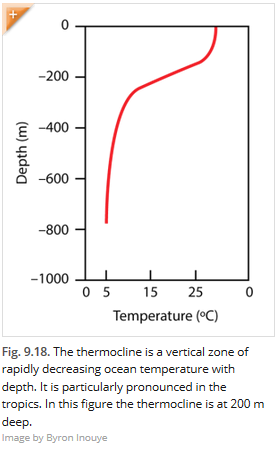 +
0
−200
−400
−600
−800
−1000
Depth (m)
0 5 15 25 0
Temperature (ºC)
Fig. 9.18. The thermocline is a vertical zone of
rapidly decreasing ocean temperature with
depth. It is particularly pronounced in the
tropics. In this figure the thermocline is at 200 m
deep.
Image by Byron Inouye